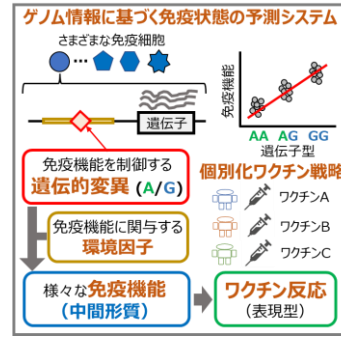 ゲノム情報に基づく免疫状態の予測システム
さまざまな免疫細胞
…
遺伝子
免疫機能
AA AG GG
遺伝子型
免疫機能を制御する
遺伝的変異 (A/G)
個別化ワクチン戦略
ワクチンA
ワクチンB
ワクチンC
免疫機能に関与する
環境因子
様々な免疫機能
(中間形質)
ワクチン反応
(表現型)